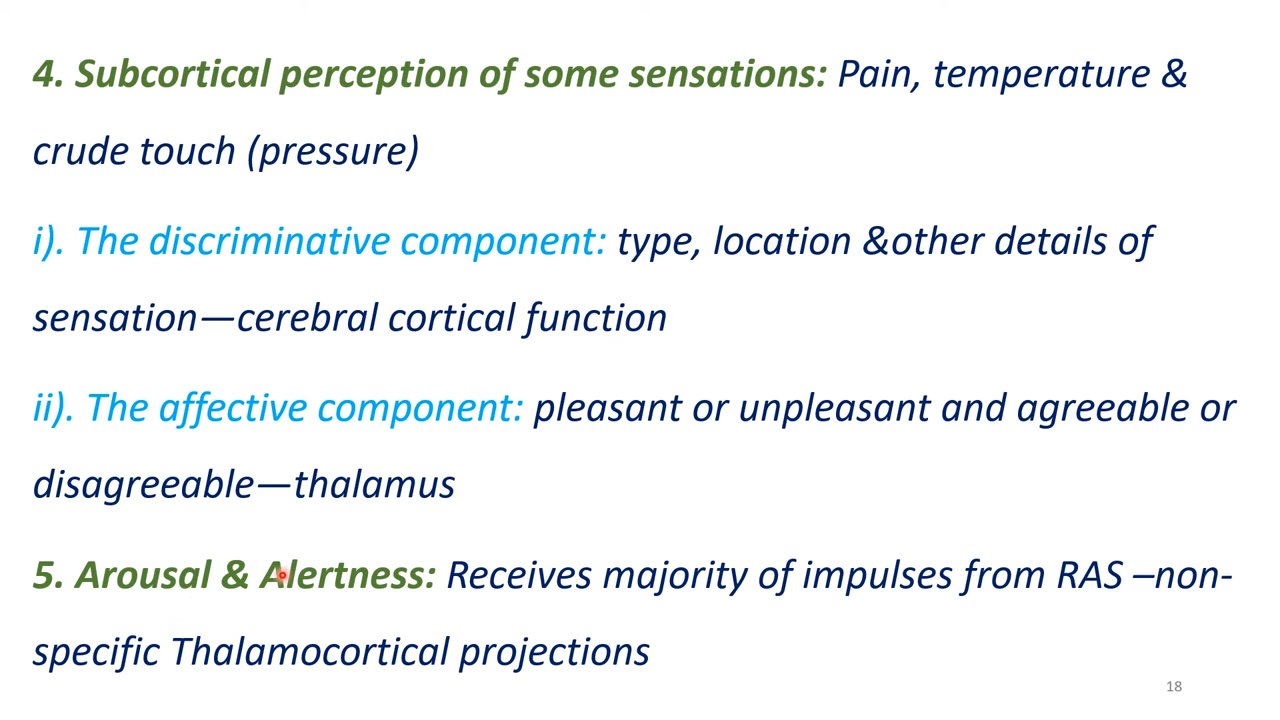 4. Subcortical perception of some sensations: Pain, temperature &
crude touch (pressure)
i). The discriminative component: type, location &other details of
sensation—cerebral cortical function
ii). The affective component: pleasant or unpleasant and agreeable or
disagreeable—thalamus
5. Arousal & Alertness: Receives majority of impulses from RAS –non-
specific Thalamocortical projections
18